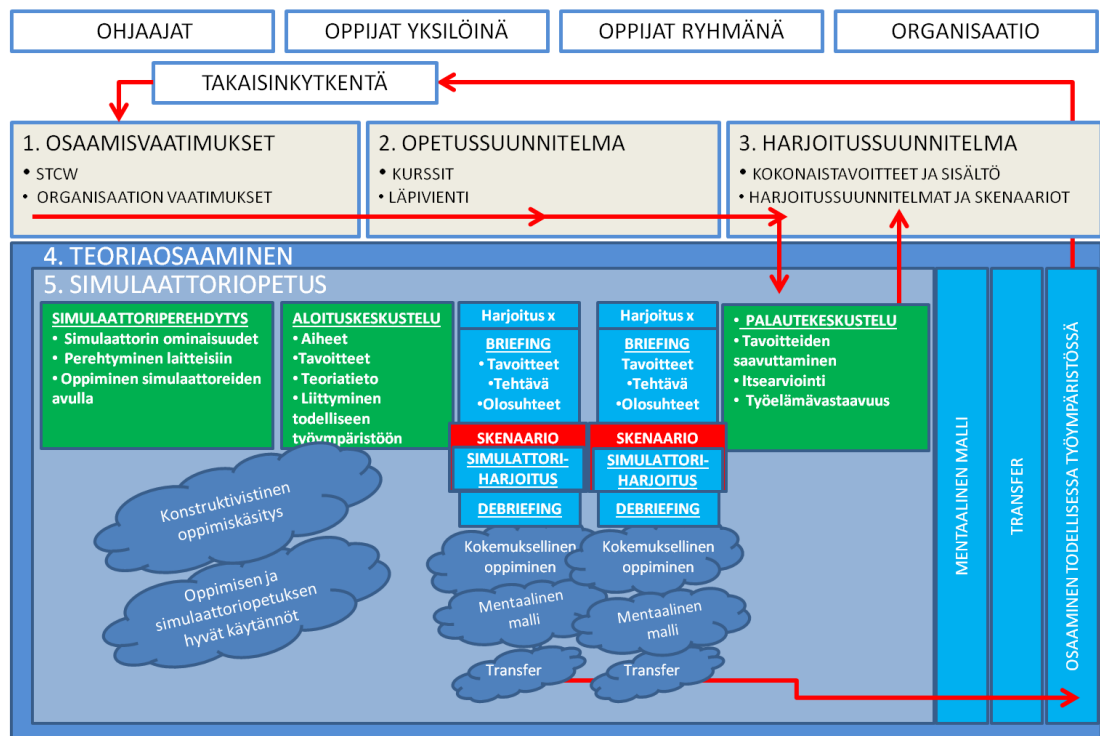 OHJAAJAT
OPPIJAT YKSILÖINÄ
OPPIJAT RYHMÄNÄ
ORGANISAATIO
TAKAISINKYTKENTÄ
1. OSAAMISVAATIMUKSET
• STCW
• ORGANISAATION VAATIMUKSET
2. OPETUSSUUNNITELMA
• KURSSIT
• LÄPIVIENTI
3. HARJOITUSSUUNNITELMA
• KOKONAISTAVOITTEET JA SISÄLTÖ
• HARJOITUSSUUNNITELMAT JA SKENAARIOT
4. TEORIAOSAAMINEN
5. SIMULAATTORIOPETUS
SIMULAATTORIPEREHDYTYS
• Simulaattorin ominaisuudet
• Perehtyminen laitteisiin
• Oppiminen simulaattoreiden
avulla
ALOITUSKESKUSTELU
• Aiheet
•Tavoitteet
• Teoriatieto
• Liittyminen
todelliseen
työympäristöön
Harjoitus x
BRIEFING
•Tavoitteet
•Tehtävä
•Olosuhteet
SKENAARIO
SIMULATTORI-
HARJOITUS
DEBRIEFING
Kokemuksellinen
oppiminen
Mentaalinen
malli
Transfer
Harjoitus x
BRIEFING
Tavoitteet
•Tehtävä
•Olosuhteet
SKENAARIO
SIMULATTORI-
HARJOITUS
DEBRIEFING
Kokemuksellinen
oppiminen
Mentaalinen
malli
Transfer
• PALAUTEKESKUSTELU
• Tavoitteiden
saavuttaminen
• Itsearviointi
• Työelämävastaavuus
Konstruktivistinen
oppimiskäsitys
Oppimisen ja
simulaattoriopetuksen
hyvät käytännöt
MENTAALINEN MALLI
TRANSFER
OSAAMINEN TODELLISESSA TYÖYMPÄRISTÖSSÄ